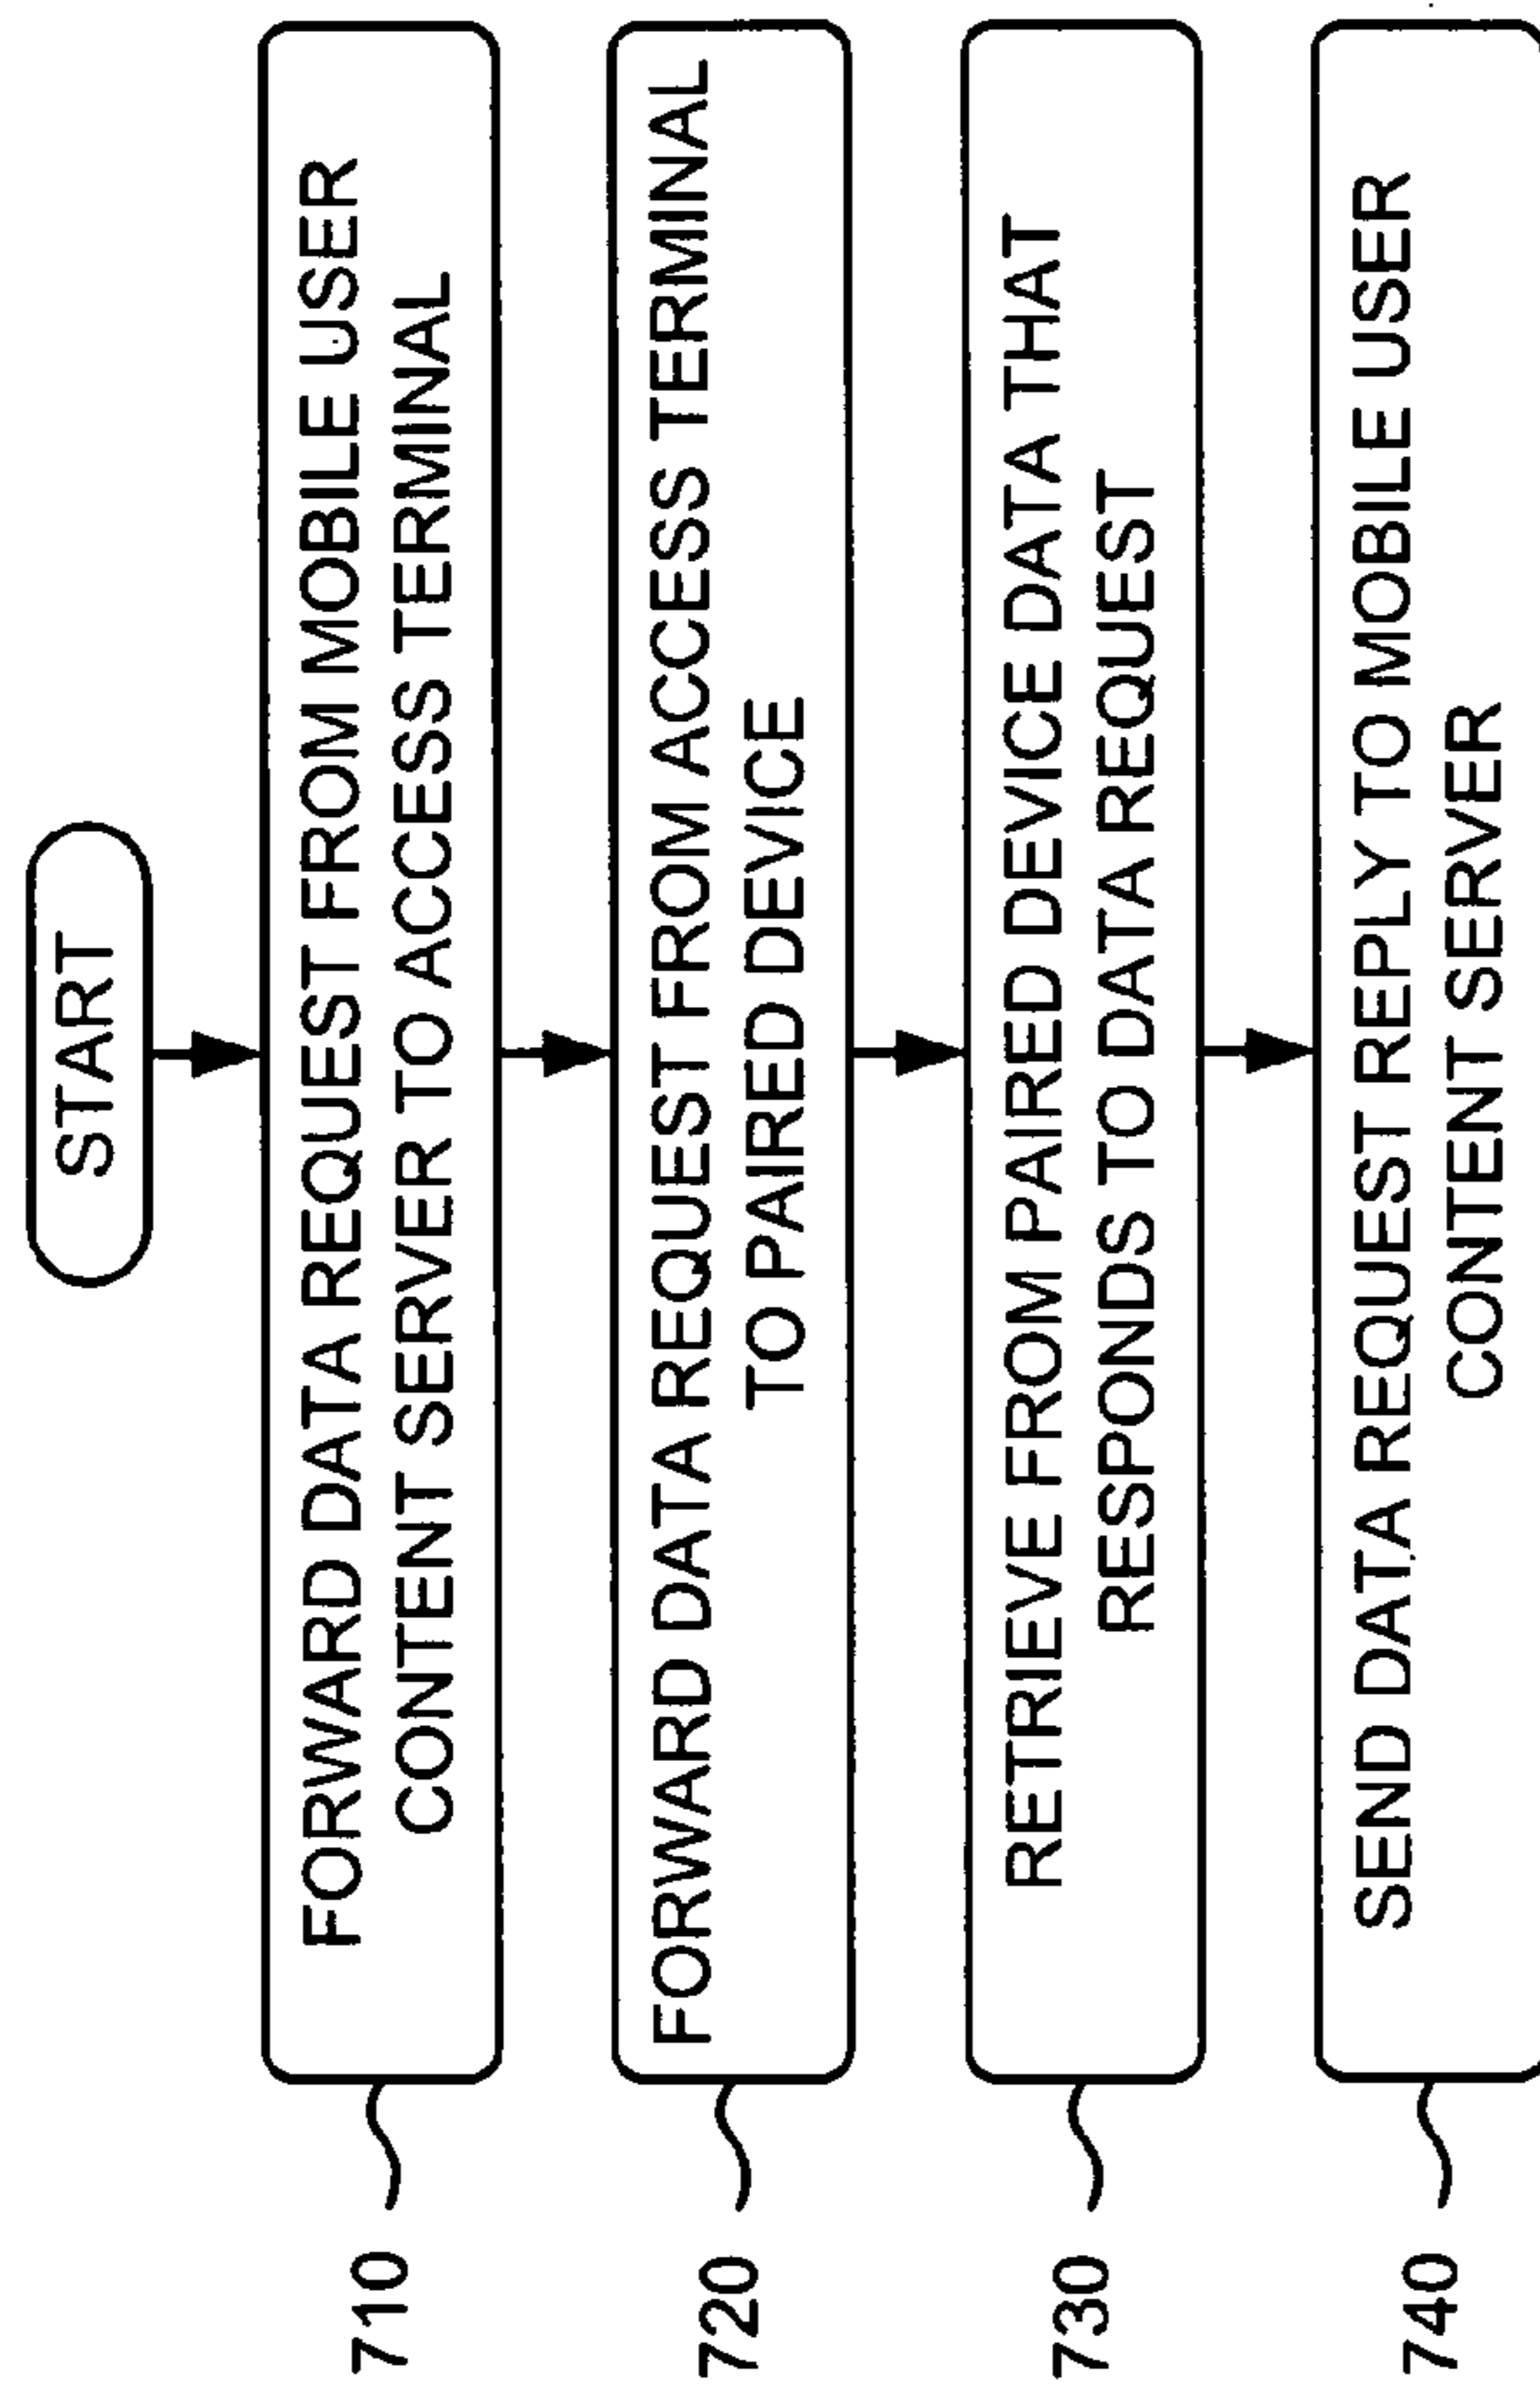 START
710
FORWARD DATA REQUEST FROM MOBILE USER
CONTENT SERVER TO ACCESS TERMINAL
720
FORWARD DATA REQUEST FROM ACCESS TERMINAL
TO PAIRED DEVICE
730
RETRIEVE FROM PAIRED DEVICE DATA THAT
RESPONDS TO DATA REQUEST
740
SEND DATA REQUEST REPLY TO MOBILE USER
CONTENT SERVER